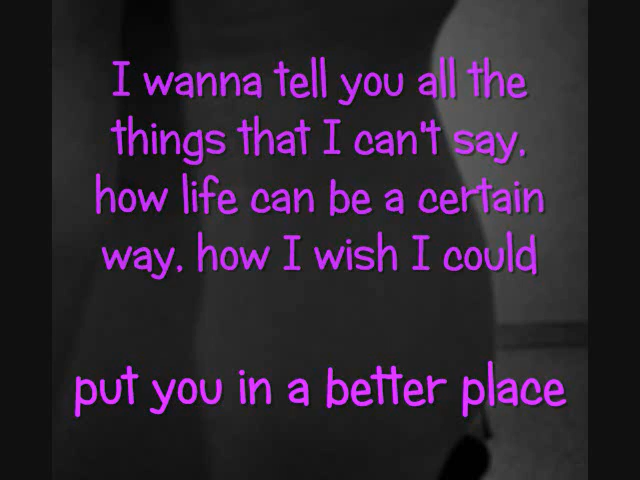 I wanna tell you all the
things that I can't say,
how life can be a certain
way, how I wish I could
put you in a better place